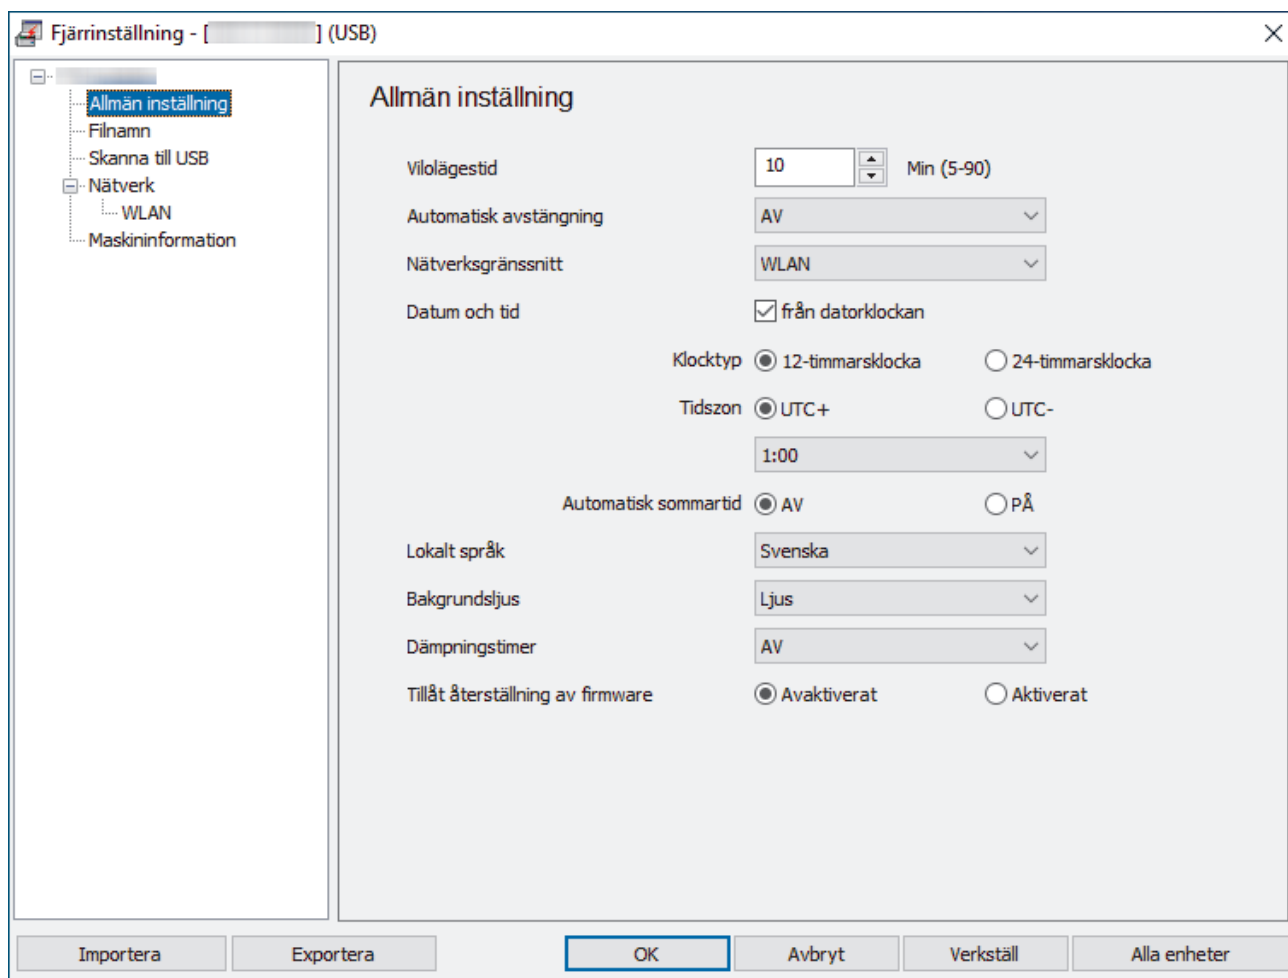 Fjärrinställning - [ ] (USB)
Allmän inställning
Filnamn
Skanna till USB
Nätverk
WLAN
Maskininformation
Allmän inställning
Vilolägestid 10 Min (5-90)
Automatisk avstängning AV
Nätverksgränssnitt WLAN
Datum och tid från datorklockan
Klocktyp 12-timmarsklocka 24-timmarsklocka
Tidszon UTC+ UTC-
1:00
Automatisk sommartid AV PÅ
Lokalt språk Svenska
Bakgrundsljus Ljus
Dämpningstimer AV
Tillåt återställning av firmware Avaktiverat Aktiverat
Importera Exportera OK Avbryt Verkställ Alla enheter